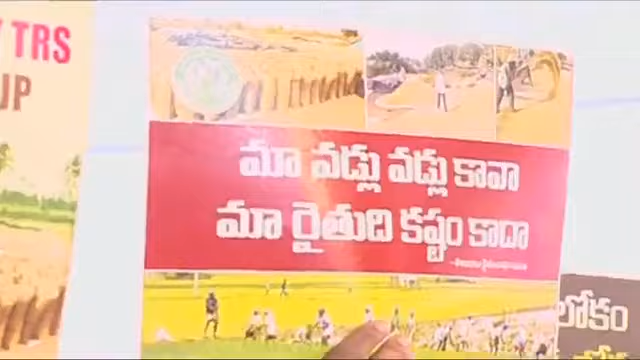 TRS
UP
మా వడ్లు వడ్లు కావా
మా రైతుది కష్టం కాదా
లోకం